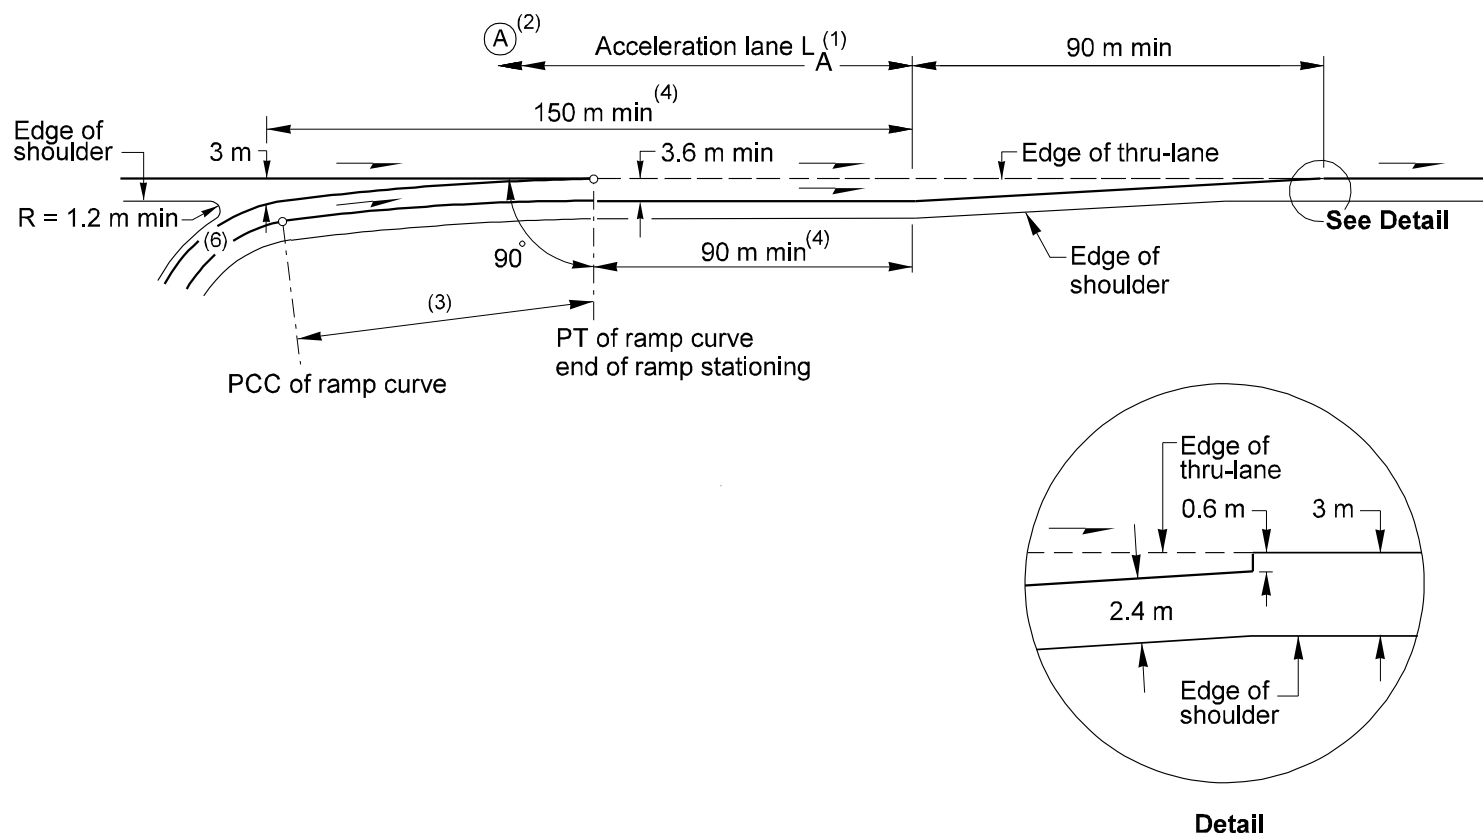 A (2)
Acceleration lane L A (1)
90 m min
150 m min(4)
Edge of
shoulder
3 m
3.6 m min
Edge of thru-lane
R = 1.2 m min
(6)
90°
90 m min(4)
See Detail
Edge of
shoulder
(3)
PT of ramp curve
end of ramp stationing
PCC of ramp curve
Edge of
thru-lane
0.6 m
3 m
2.4 m
Edge of
shoulder
Detail